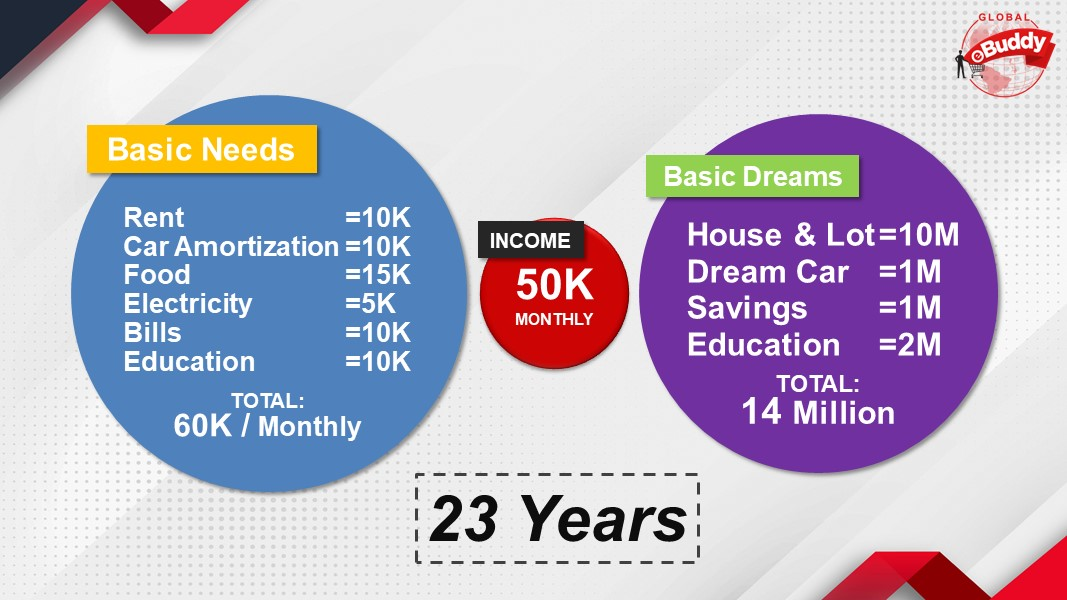 GLOBAL
eBuddy
Basic Needs
Rent =10K
Car Amortization =10K
Food =15K
Electricity =5K
Bills =10K
Education =10K
TOTAL:
60K / Monthly
INCOME
50K
MONTHLY
Basic Dreams
House & Lot =10M
Dream Car =1M
Savings =1M
Education =2M
TOTAL:
14 Million
23 Years